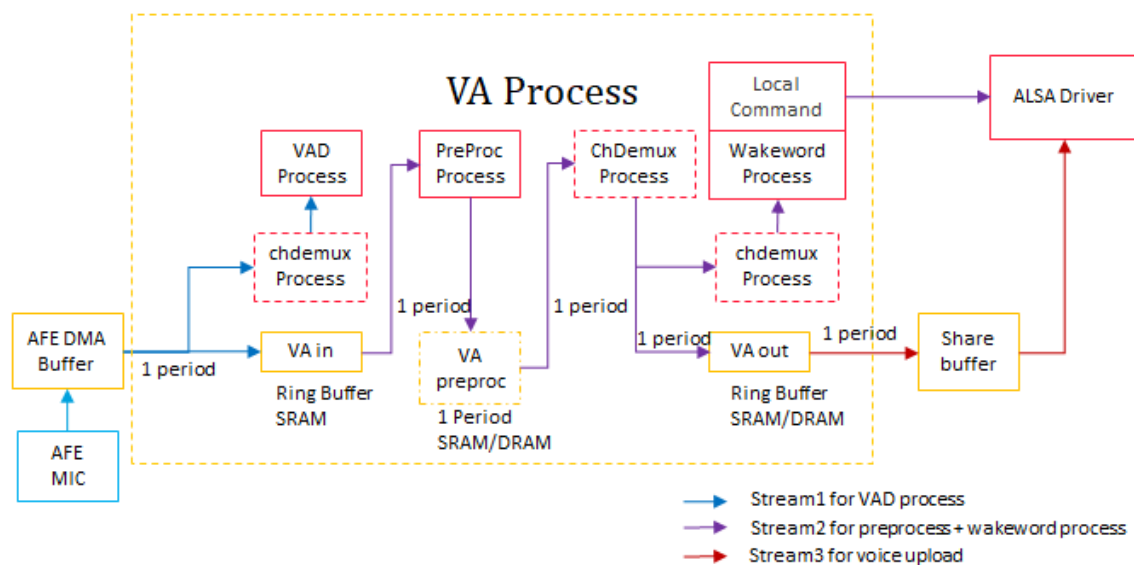 VA Process
Local
Command
ALSA Driver
VAD
Process
PreProc
Process
ChDemux
Process
Wakeword
Process
chdemux
Process
chdemux
Process
1 period
1 period
1 period
1 period
AFE DMA
Buffer
1 period
VA in
VA
preproc
VA out
Share
buffer
Ring Buffer
SRAM
1 Period
SRAM/DRAM
Ring Buffer
SRAM/DRAM
AFE
MIC
Stream1 for VAD process
Stream2 for preprocess + wakeword process
Stream3 for voice upload